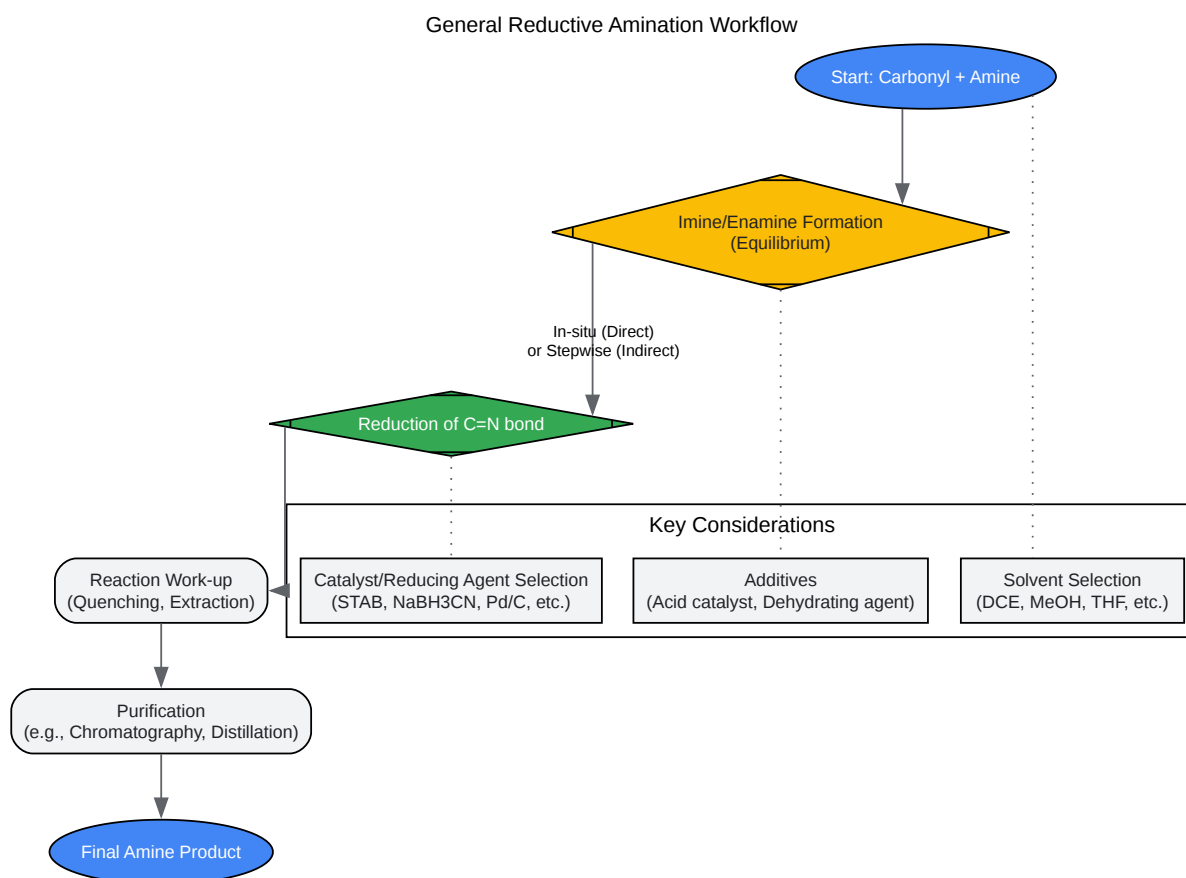 General Reductive Amination Workflow
Start: Carbonyl + Amine
Imine/Enamine Formation
(Equilibrium)
In-situ (Direct)
or Stepwise (Indirect)
Reduction of C=N bond
Key Considerations
Catalyst/Reducing Agent Selection
(STAB, NaBH3CN, Pd/C, etc.)
Additives
(Acid catalyst, Dehydrating agent)
Solvent Selection
(DCE, MeOH, THF, etc.)
Reaction Work-up
(Quenching, Extraction)
Purification
(e.g., Chromatography, Distillation)
Final Amine Product